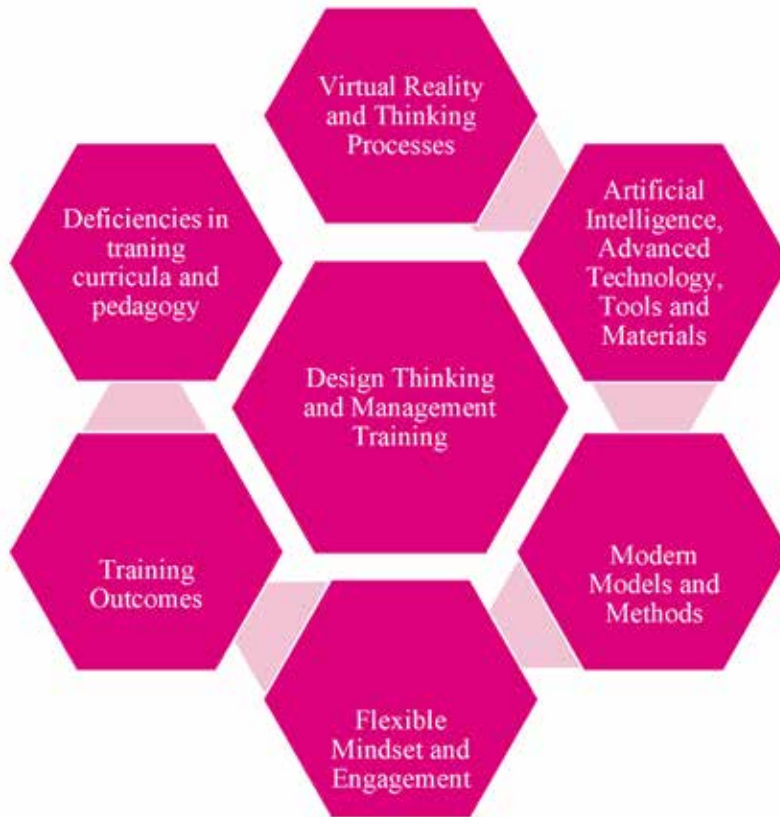 Virtual Reality
and Thinking
Processes
Artificial
Intelligence,
Advanced
Technology,
Tools and
Materials
Modern
Models and
Methods
Flexible
Mindset and
Engagement
Training
Outcomes
Deficiencies in
traning
curricula and
pedagogy
Design Thinking
and Management
Training